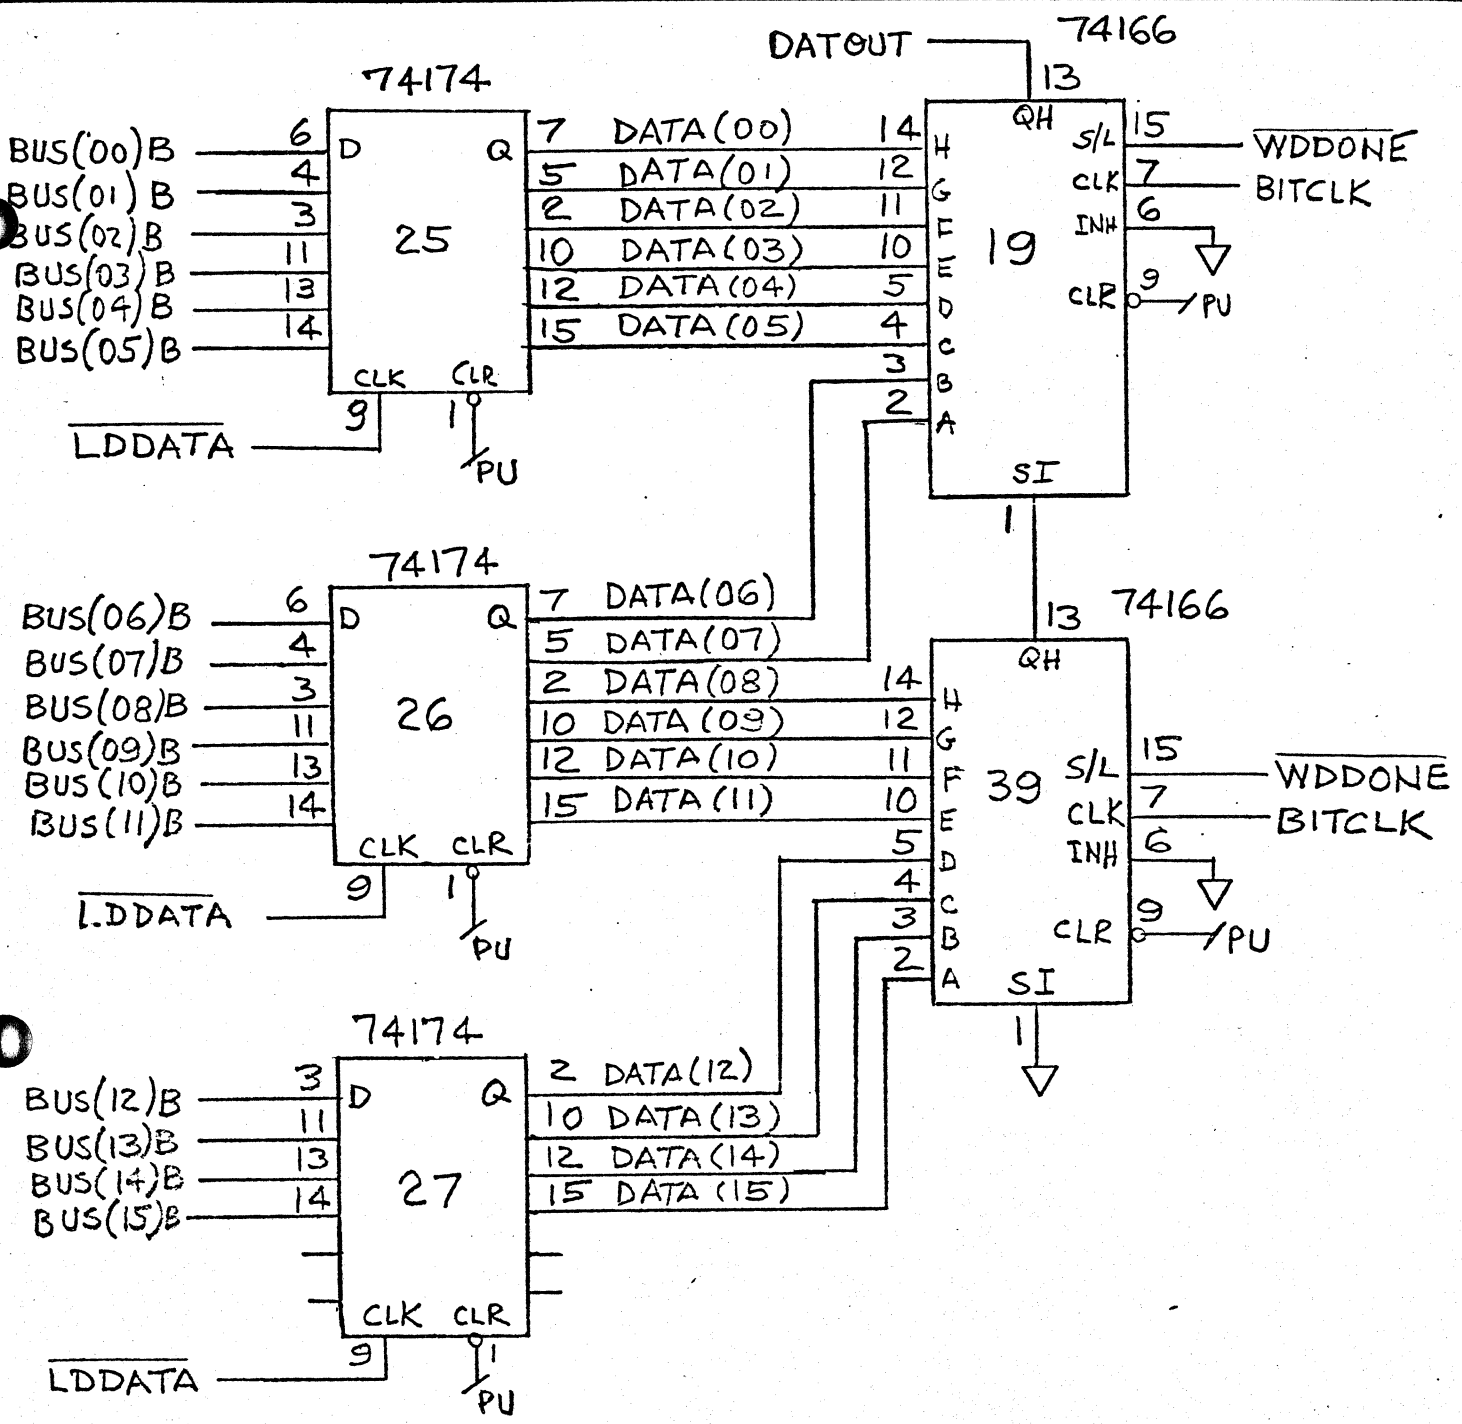 DATOUT 74166
13
74174
QH
BUS(00)B 6 D Q 7 DATA(00) 14 H S/L 15 WDDONE
BUS(01)B 4 5 DATA(01) 12 G CLK 7 BITCLK
BUS(02)B 3 2 DATA(02) 11 F INH 6
25 19
BUS(03)B 11 10 DATA(03) 10 E
BUS(04)B 13 12 DATA(04) 5 D CLR 9 PU
BUS(05)B 14 15 DATA(05) 4 C
3 B
CLK CLR
9 1 2 A
LDDATA PU
SI
1
74174
13 74166
BUS(06)B 6 D Q 7 DATA(06)
QH
BUS(07)B 4 5 DATA(07)
BUS(08)B 3 2 DATA(08) 14 H
26
BUS(09)B 11 10 DATA(09) 12 G
BUS(10)B 13 12 DATA(10) 11 F 39 S/L 15 WDDONE
BUS(11)B 14 15 DATA(11) 10 E CLK 7 BITCLK
CLK CLR 5 D INH 6
9 1 4 C
LDDATA 3 B CLR 9 PU
PU
2 A SI
1
74174
BUS(12)B 3 D Q 2 DATA(12)
BUS(13)B 11 10 DATA(13)
BUS(14)B 13 12 DATA(14)
27
BUS(15)B 14 15 DATA(15)
CLK CLR
9 1
LDDATA PU